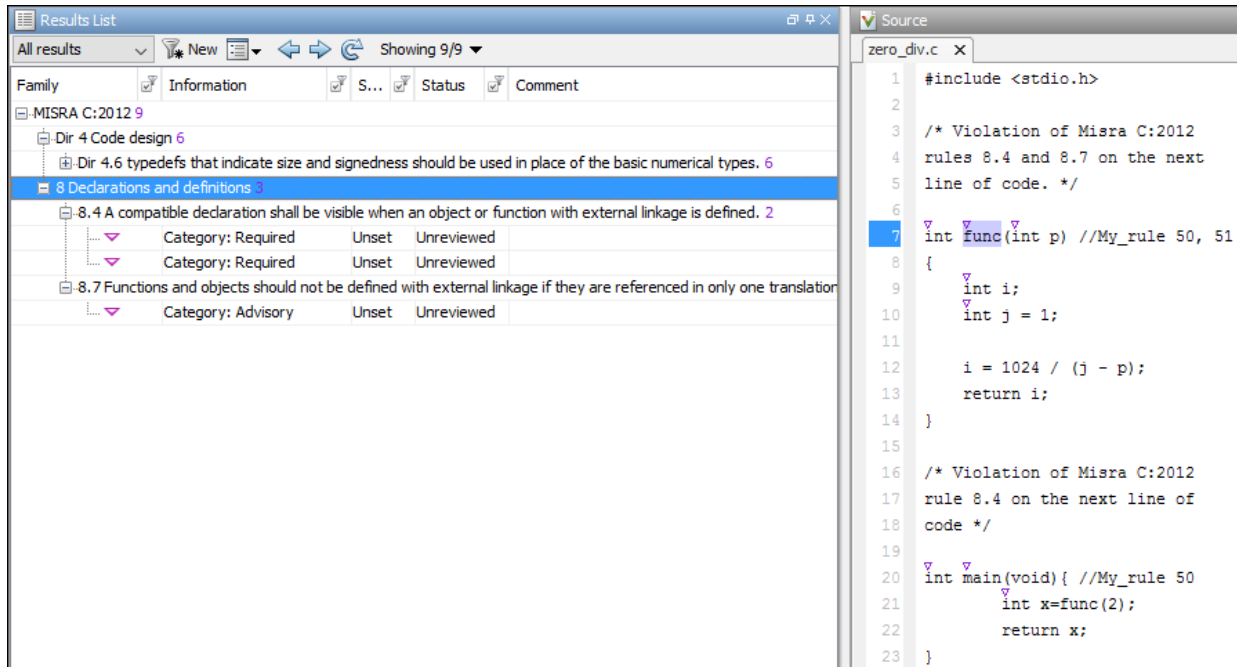 Results List
All results New Showing 9/9
Family Information S... Status Comment
MISRA C:2012 9
Dir 4 Code design 6
Dir 4.6 typedefs that indicate size and signedness should be used in place of the basic numerical types. 6
8 Declarations and definitions 3
8.4 A compatible declaration shall be visible when an object or function with external linkage is defined. 2
Category: Required Unset Unreviewed
Category: Required Unset Unreviewed
8.7 Functions and objects should not be defined with external linkage if they are referenced in only one translation
Category: Advisory Unset Unreviewed
Source
zero_div.c X
1 #include <stdio.h>
2
3 /* Violation of Misra C:2012
4 rules 8.4 and 8.7 on the next
5 line of code. */
6
7 int func(int p) //My_rule 50, 51
8 {
9 int i;
10 int j = 1;
11
12 i = 1024 / (j - p);
13 return i;
14 }
15
16 /* Violation of Misra C:2012
17 rule 8.4 on the next line of
18 code */
19
20 int main(void){ //My_rule 50
21 int x=func(2);
22 return x;
23 }